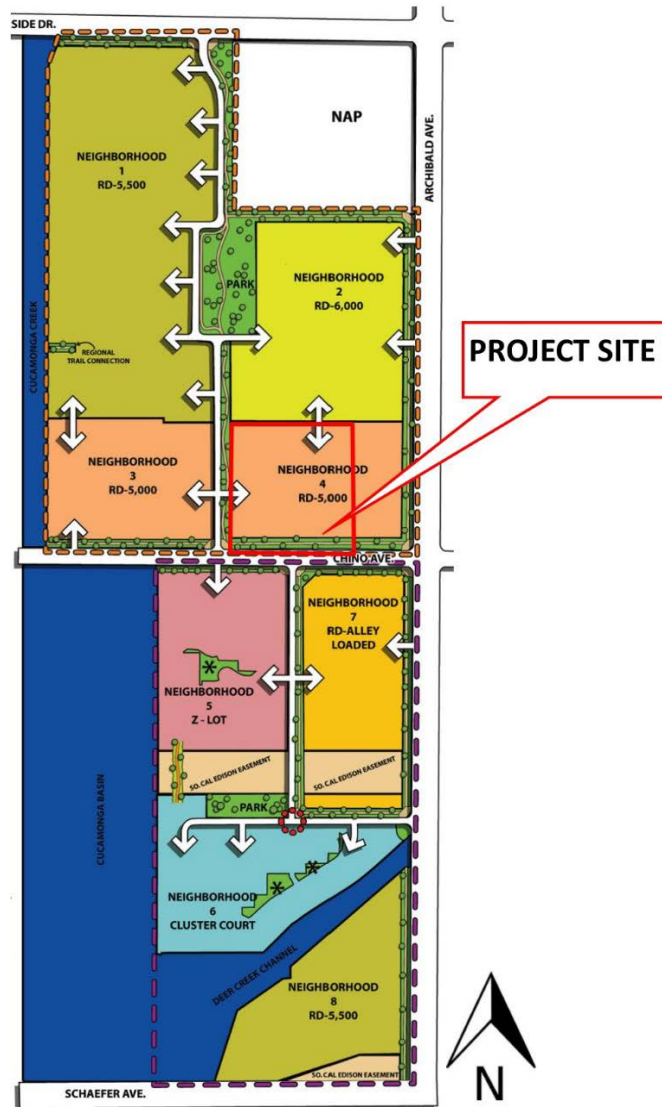 SIDE DR.
NAP
ARCHIBALD AVE.
NEIGHBORHOOD
1
RD-5,500
NEIGHBORHOOD
2
RD-6,000
PARK
CUCAMONGA CREEK
REGIONAL
TRAIL CONNECTION
PROJECT SITE
NEIGHBORHOOD
3
RD-5,000
NEIGHBORHOOD
4
RD-5,000
CHINO AVE.
NEIGHBORHOOD
7
RD-ALLEY
LOADED
NEIGHBORHOOD
5
Z - LOT
SO. CAL EDISON EASEMENT
SO. CAL EDISON EASEMENT
PARK
CUCAMONGA BASIN
NEIGHBORHOOD
6
CLUSTER COURT
DEER CREEK CHANNEL
NEIGHBORHOOD
8
RD-5,500
SO. CAL EDISON EASEMENT
SCHAEFER AVE.
N